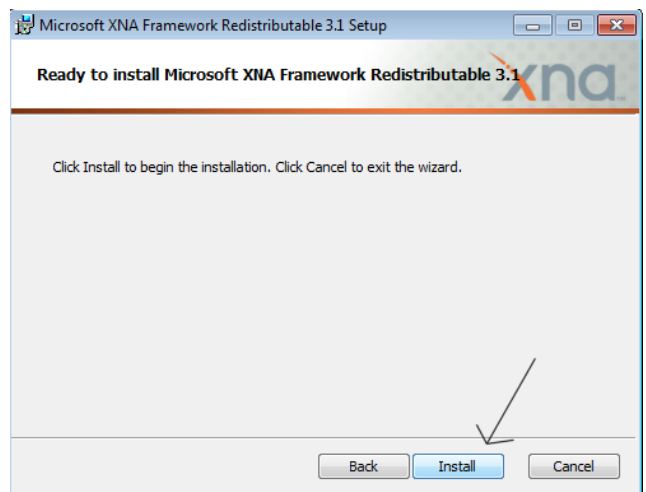 Microsoft XNA Framework Redistributable 3.1 Setup
Ready to install Microsoft XNA Framework Redistributable 3.1
xna
Click Install to begin the installation. Click Cancel to exit the wizard.
Back
Install
Cancel